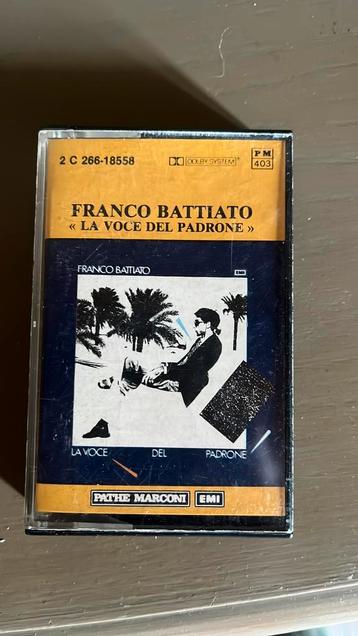 2 C 266-18558
DOLBY SYSTEM
PM
403
FRANCO BATTIATO
« LA VOCE DEL PADRONE »
FRANCO BATTIATO
EMI
LA VOCE DEL PADRONE
PATHE MARCONI EMI